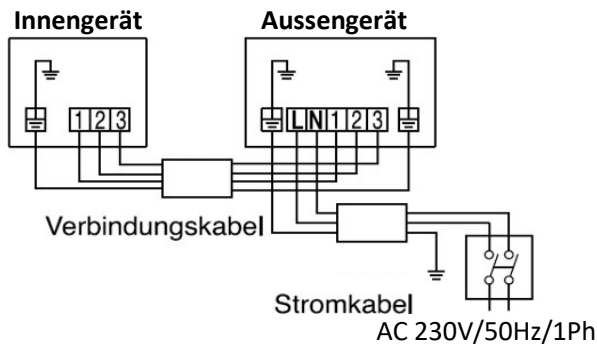 Innengerät Aussengerät
1 2 3 L N 1 2 3
Verbindungskabel
Stromkabel
AC 230V/50Hz/1Ph